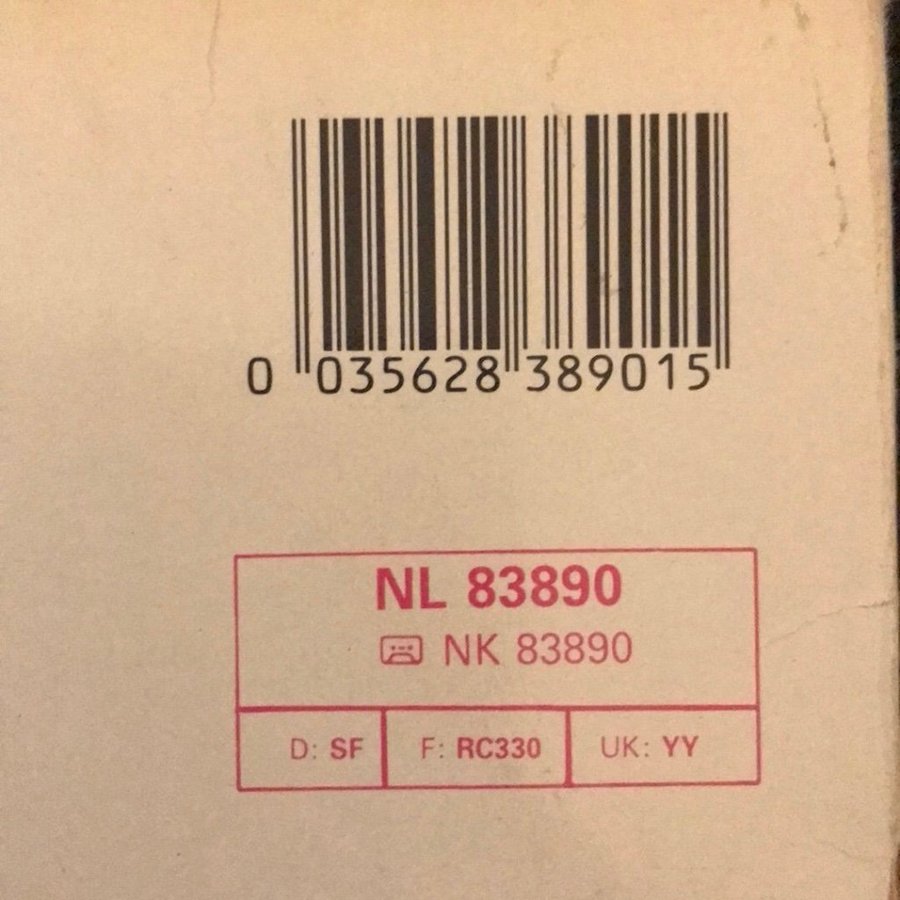 0 035628 389015
NL 83890
NK 83890
D: SF F: RC330 UK: YY